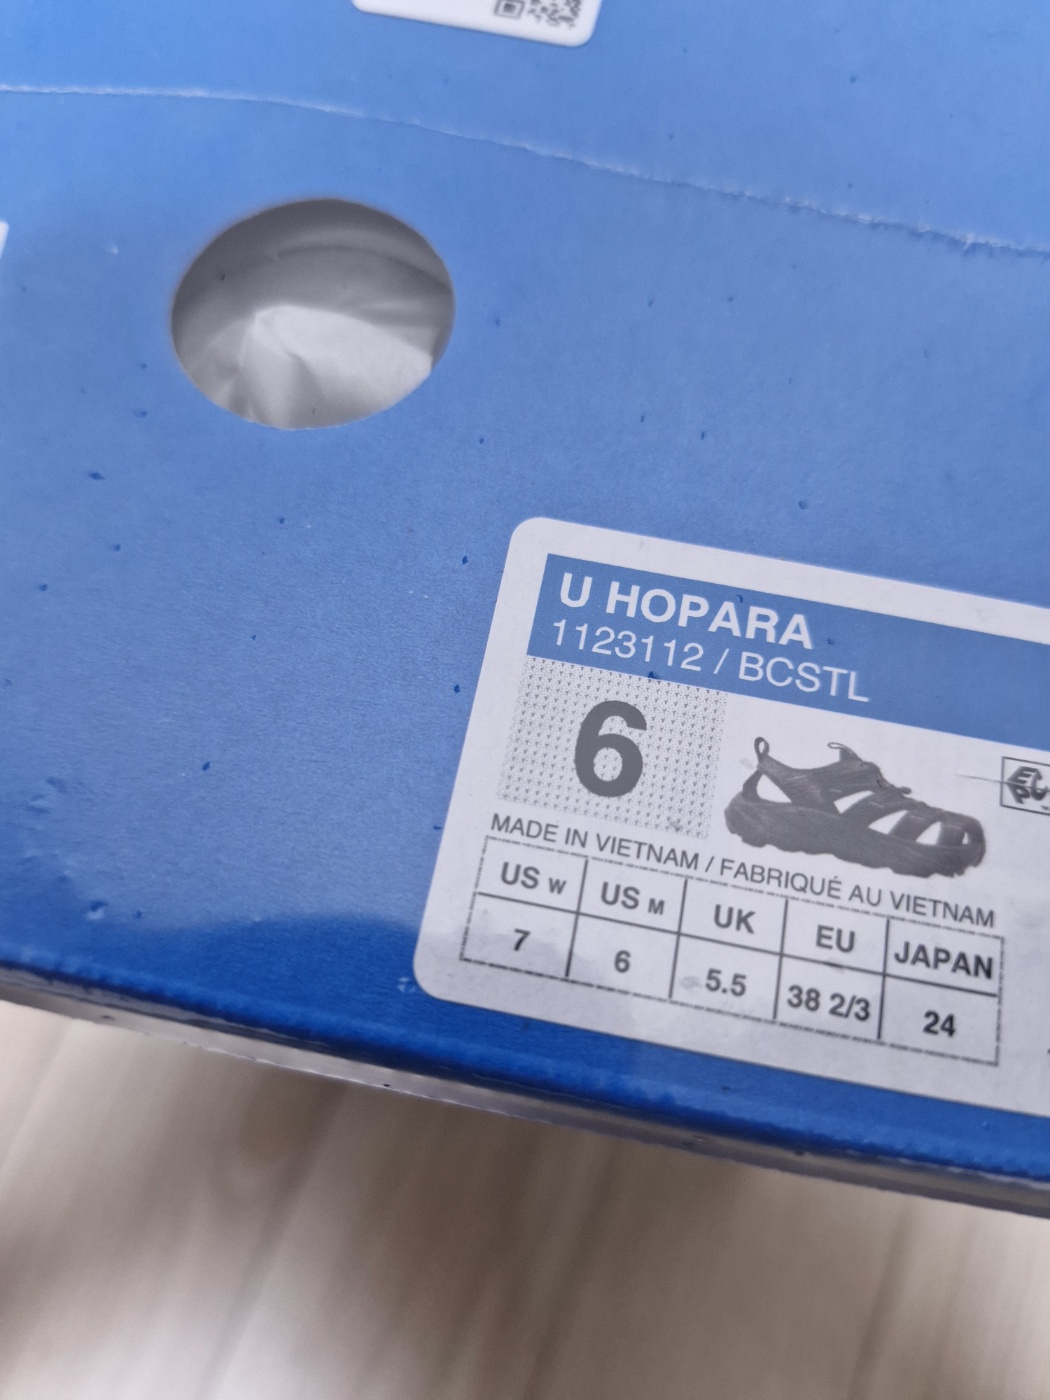 U HOPARA
1123112 / BCSTL
6
MADE IN VIETNAM / FABRIQUÉ AU VIETNAM
US W US M UK EU JAPAN
7 6 5.5 38 2/3 24